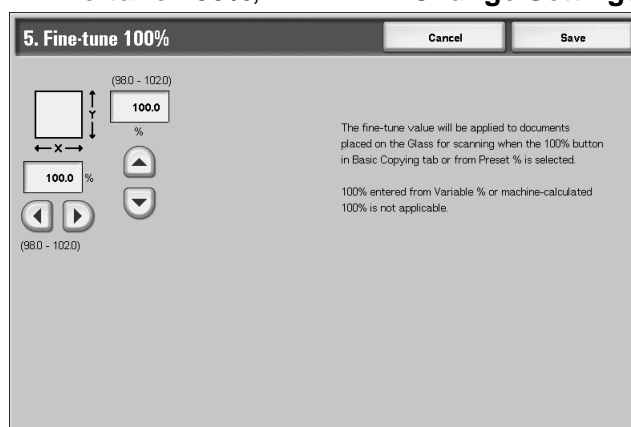 5. Fine-tune 100%
Cancel
Save
(98.0 - 102.0)
100.0
%
Y
X
100.0 %
(98.0 - 102.0)
The fine-tune value will be applied to documents
placed on the Glass for scanning when the 100% button
in Basic Copying tab or from Preset % is selected.
100% entered from Variable % or machine-calculated
100% is not applicable.